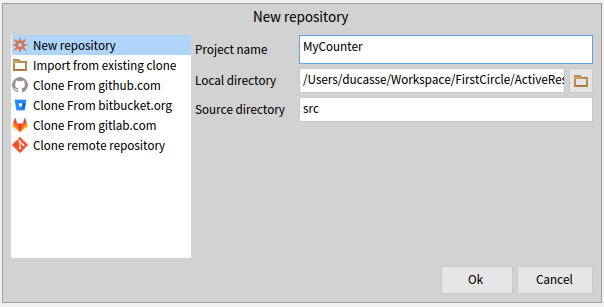 New repository
New repository
Import from existing clone
Clone From github.com
Clone From bitbucket.org
Clone From gitlab.com
Clone remote repository
Project name MyCounter
Local directory /Users/ducasse/Workspace/FirstCircle/ActiveRes
Source directory src
Ok Cancel